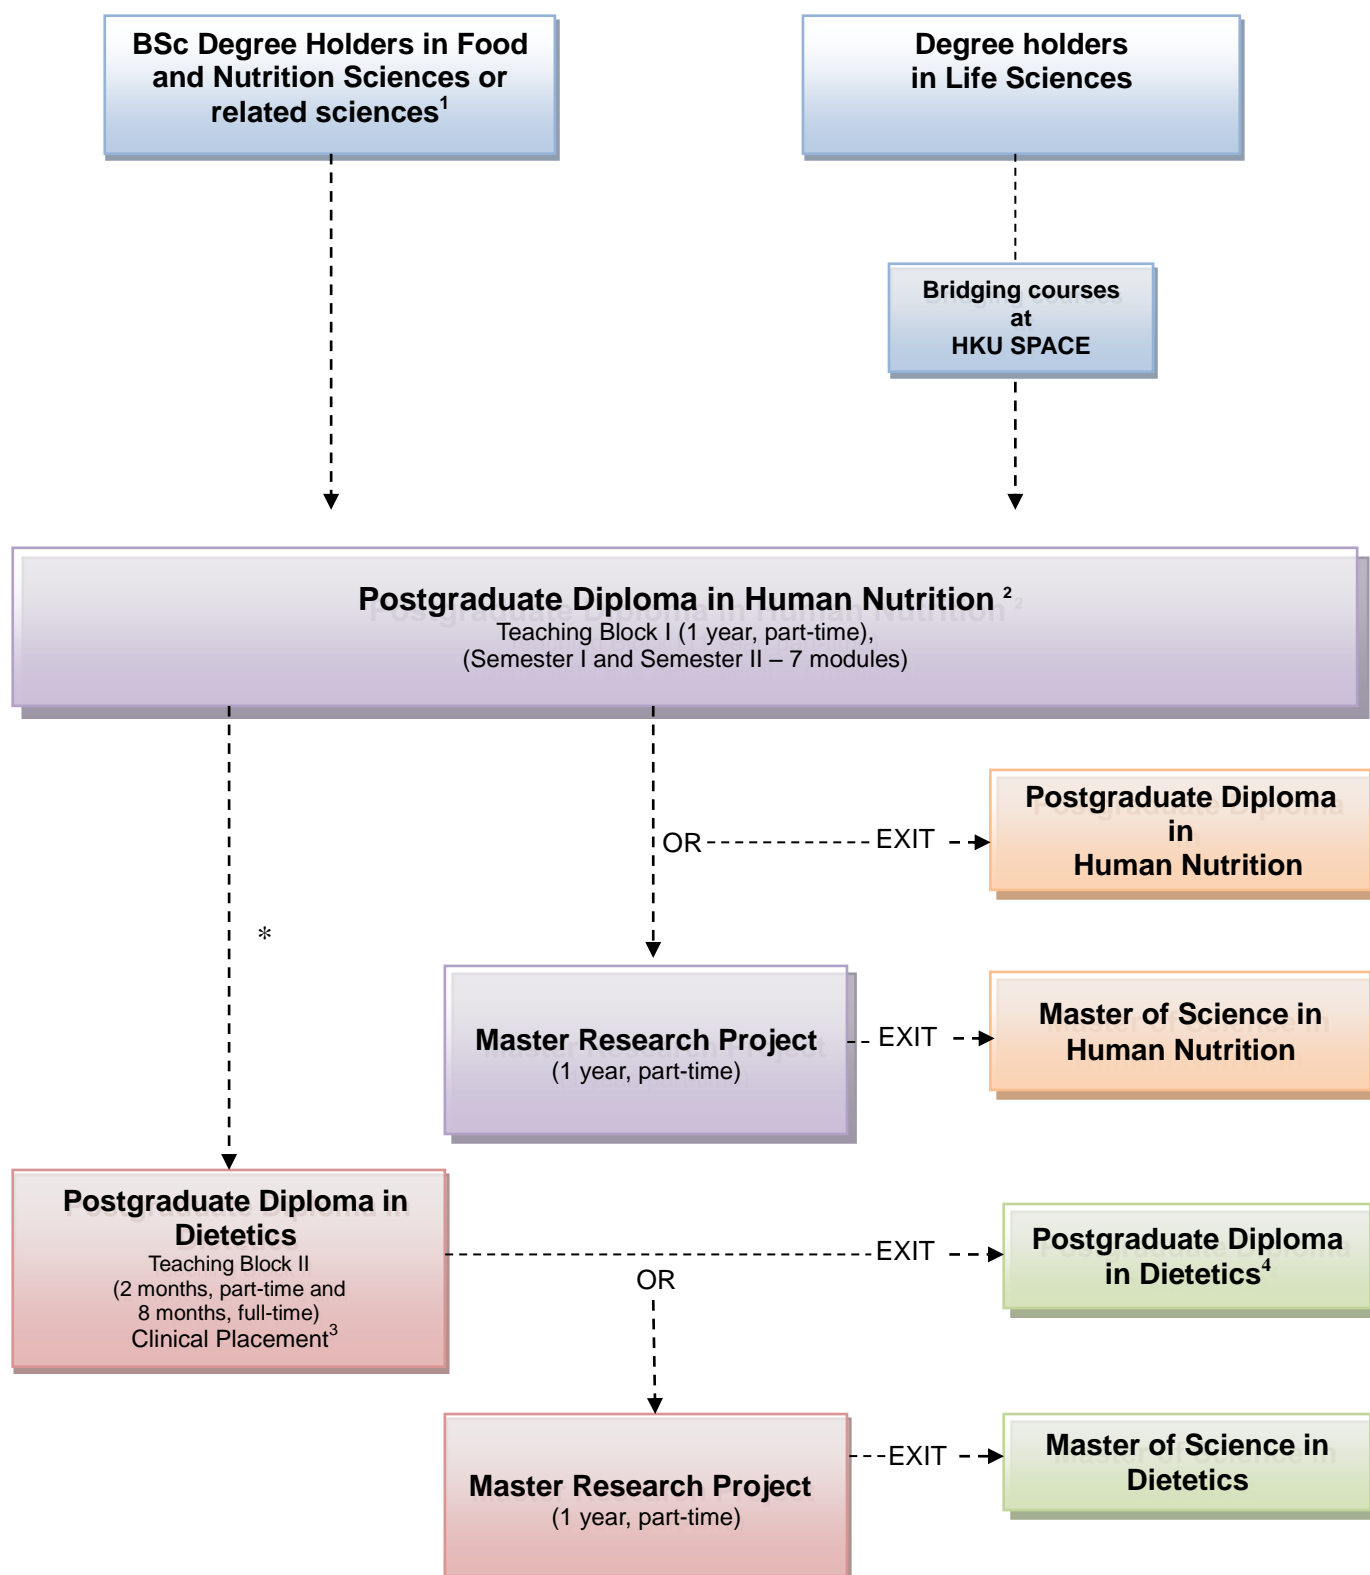 BSc Degree Holders in Food
and Nutrition Sciences or
related sciences1
Degree holders
in Life Sciences
Bridging courses
at
HKU SPACE
Postgraduate Diploma in Human Nutrition 2
Teaching Block I (1 year, part-time),
(Semester I and Semester II – 7 modules)
OR
EXIT
Postgraduate Diploma
in
Human Nutrition
*
Master Research Project
(1 year, part-time)
EXIT
Master of Science in
Human Nutrition
Postgraduate Diploma in
Dietetics
Teaching Block II
(2 months, part-time and
8 months, full-time)
Clinical Placement3
EXIT
Postgraduate Diploma
in Dietetics4
OR
Master Research Project
(1 year, part-time)
EXIT
Master of Science in
Dietetics